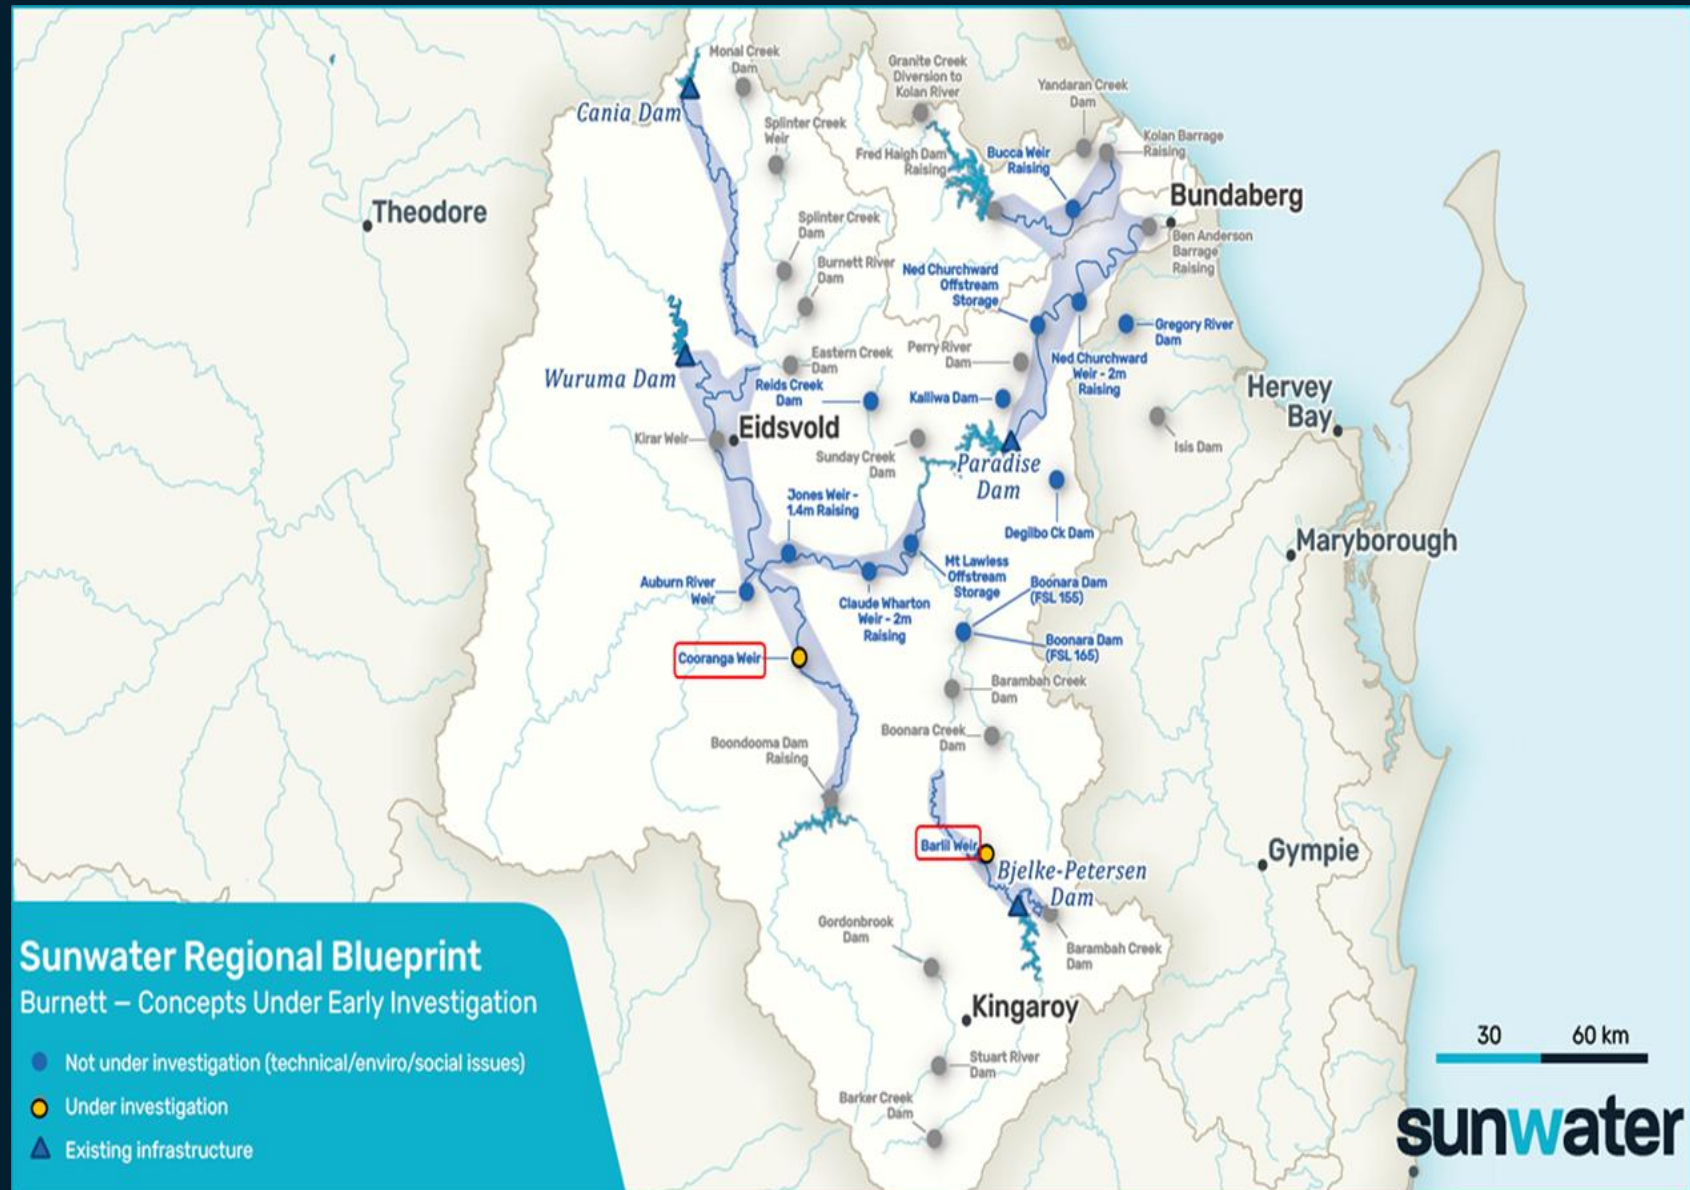 Monal Creek
Dam
Cania Dam
Splinter Creek
Weir
Granite Creek
Diversion to
Kolan River
Yandaran Creek
Dam
Fred Haigh Dam
Raising
Bucca Weir
Raising
Kolan Barrage
Raising
Theodore
Bundaberg
Splinter Creek
Dam
Ben Anderson
Barrage
Raising
Burnett River
Dam
Ned Churchward
Offstream
Storage
Gregory River
Dam
Eastern Creek
Dam
Perry River
Dam
Ned Churchward
Weir - 2m
Raising
Wuruma Dam
Reids Creek
Dam
Kalliwa Dam
Hervey
Bay
Kirar Weir
Eidsvold
Isis Dam
Sunday Creek
Dam
Paradise
Dam
Jones Weir -
1.4m Raising
Degilbo Ck Dam
Maryborough
Auburn River
Weir
Claude Wharton
Weir - 2m
Raising
Mt Lawless
Offstream
Storage
Boonara Dam
(FSL 155)
Boonara Dam
(FSL 165)
Cooranga Weir
Barambah Creek
Dam
Boondooma Dam
Raising
Boonara Creek
Dam
Barlil Weir
Bjelke-Petersen
Dam
Gympie
Gordonbrook
Dam
Barambah Creek
Dam
Kingaroy
Stuart River
Dam
Barker Creek
Dam
Sunwater Regional Blueprint
Burnett – Concepts Under Early Investigation
Not under investigation (technical/enviro/social issues)
Under investigation
Existing infrastructure
30 60 km
sunwater